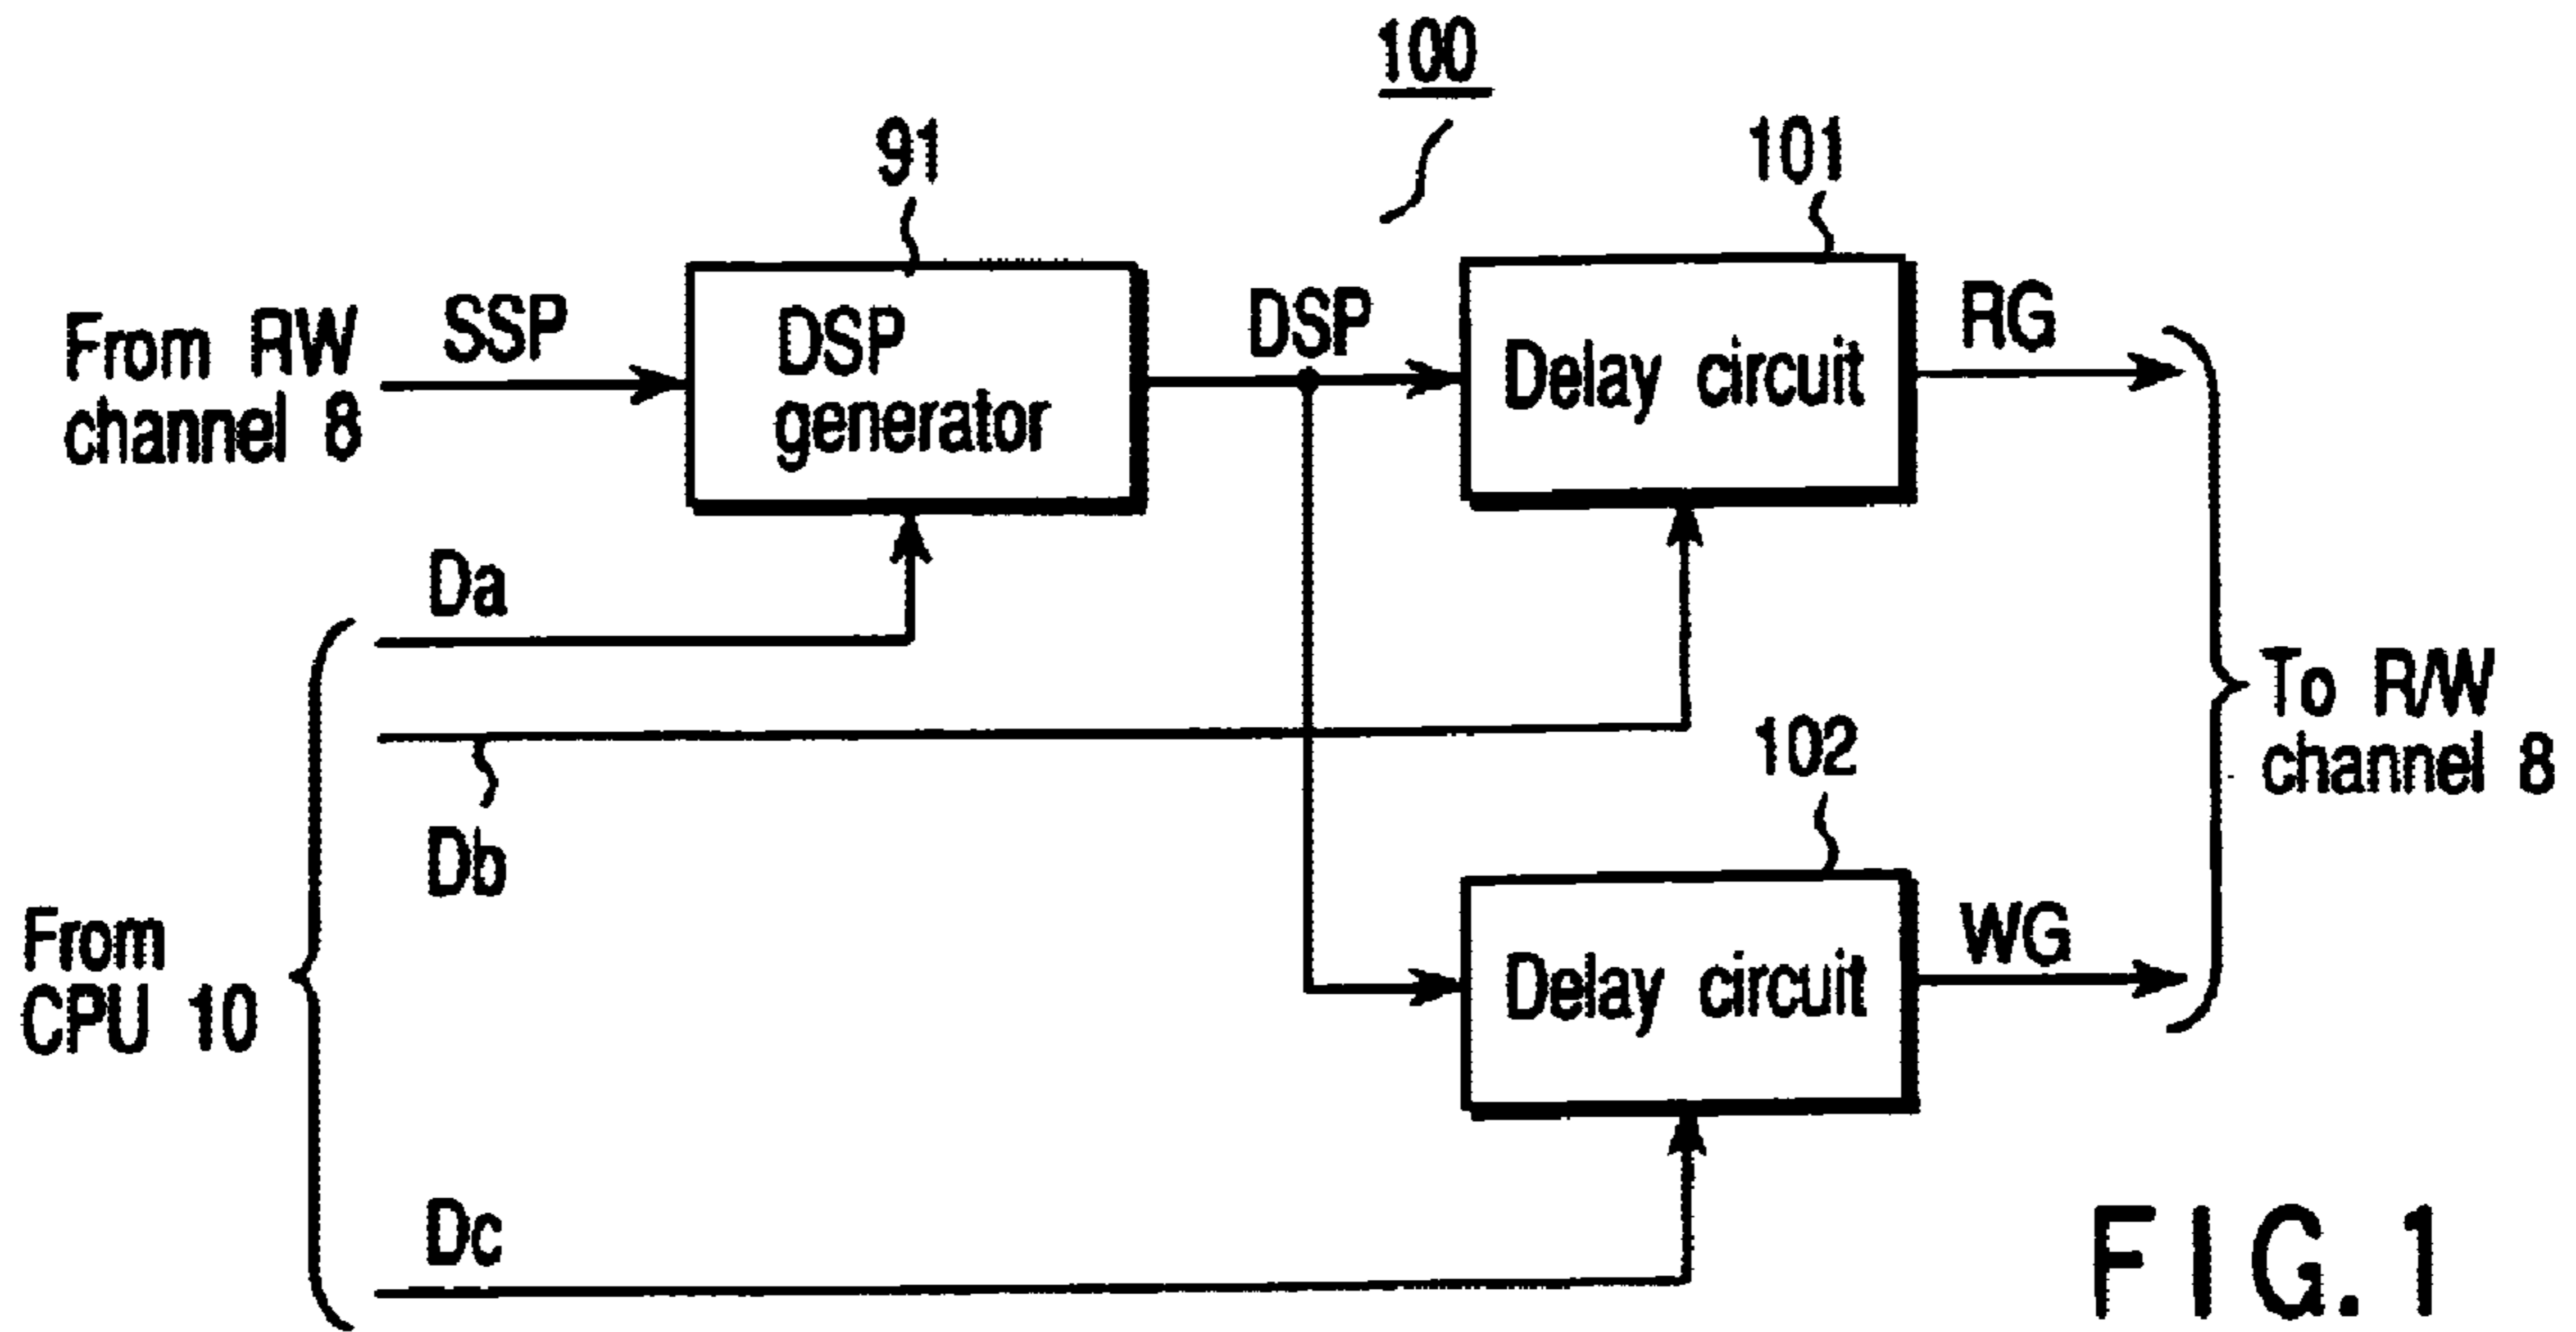 100
91
101
From RW
channel 8
SSP
DSP
generator
DSP
Delay circuit
RG
Da
Db
To R/W
channel 8
102
From
CPU 10
Delay circuit
WG
Dc
FIG. 1